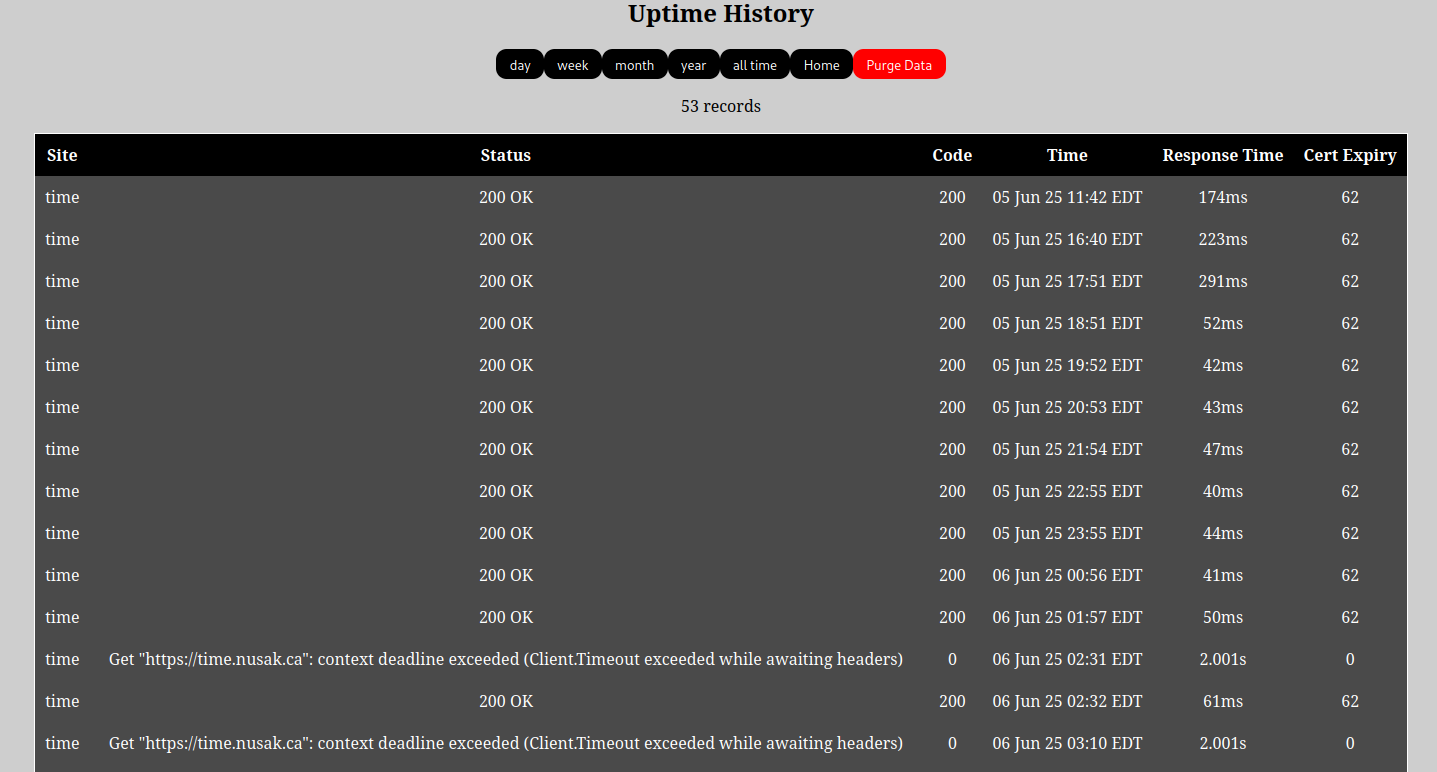 Uptime History
day week month year all time Home Purge Data
53 records
Site Status Code Time Response Time Cert Expiry
time 200 OK 200 05 Jun 25 11:42 EDT 174ms 62
time 200 OK 200 05 Jun 25 16:40 EDT 223ms 62
time 200 OK 200 05 Jun 25 17:51 EDT 291ms 62
time 200 OK 200 05 Jun 25 18:51 EDT 52ms 62
time 200 OK 200 05 Jun 25 19:52 EDT 42ms 62
time 200 OK 200 05 Jun 25 20:53 EDT 43ms 62
time 200 OK 200 05 Jun 25 21:54 EDT 47ms 62
time 200 OK 200 05 Jun 25 22:55 EDT 40ms 62
time 200 OK 200 05 Jun 25 23:55 EDT 44ms 62
time 200 OK 200 06 Jun 25 00:56 EDT 41ms 62
time 200 OK 200 06 Jun 25 01:57 EDT 50ms 62
time Get "https://time.nusak.ca": context deadline exceeded (Client.Timeout exceeded while awaiting headers) 0 06 Jun 25 02:31 EDT 2.001s 0
time 200 OK 200 06 Jun 25 02:32 EDT 61ms 62
time Get "https://time.nusak.ca": context deadline exceeded (Client.Timeout exceeded while awaiting headers) 0 06 Jun 25 03:10 EDT 2.001s 0